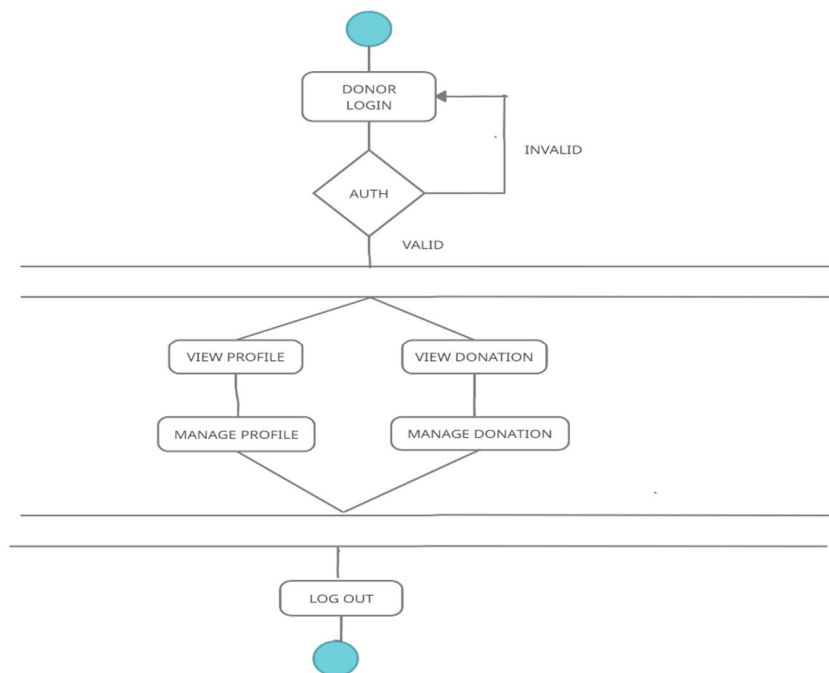 DONOR
LOGIN
INVALID
AUTH
VALID
VIEW PROFILE
VIEW DONATION
MANAGE PROFILE
MANAGE DONATION
LOG OUT